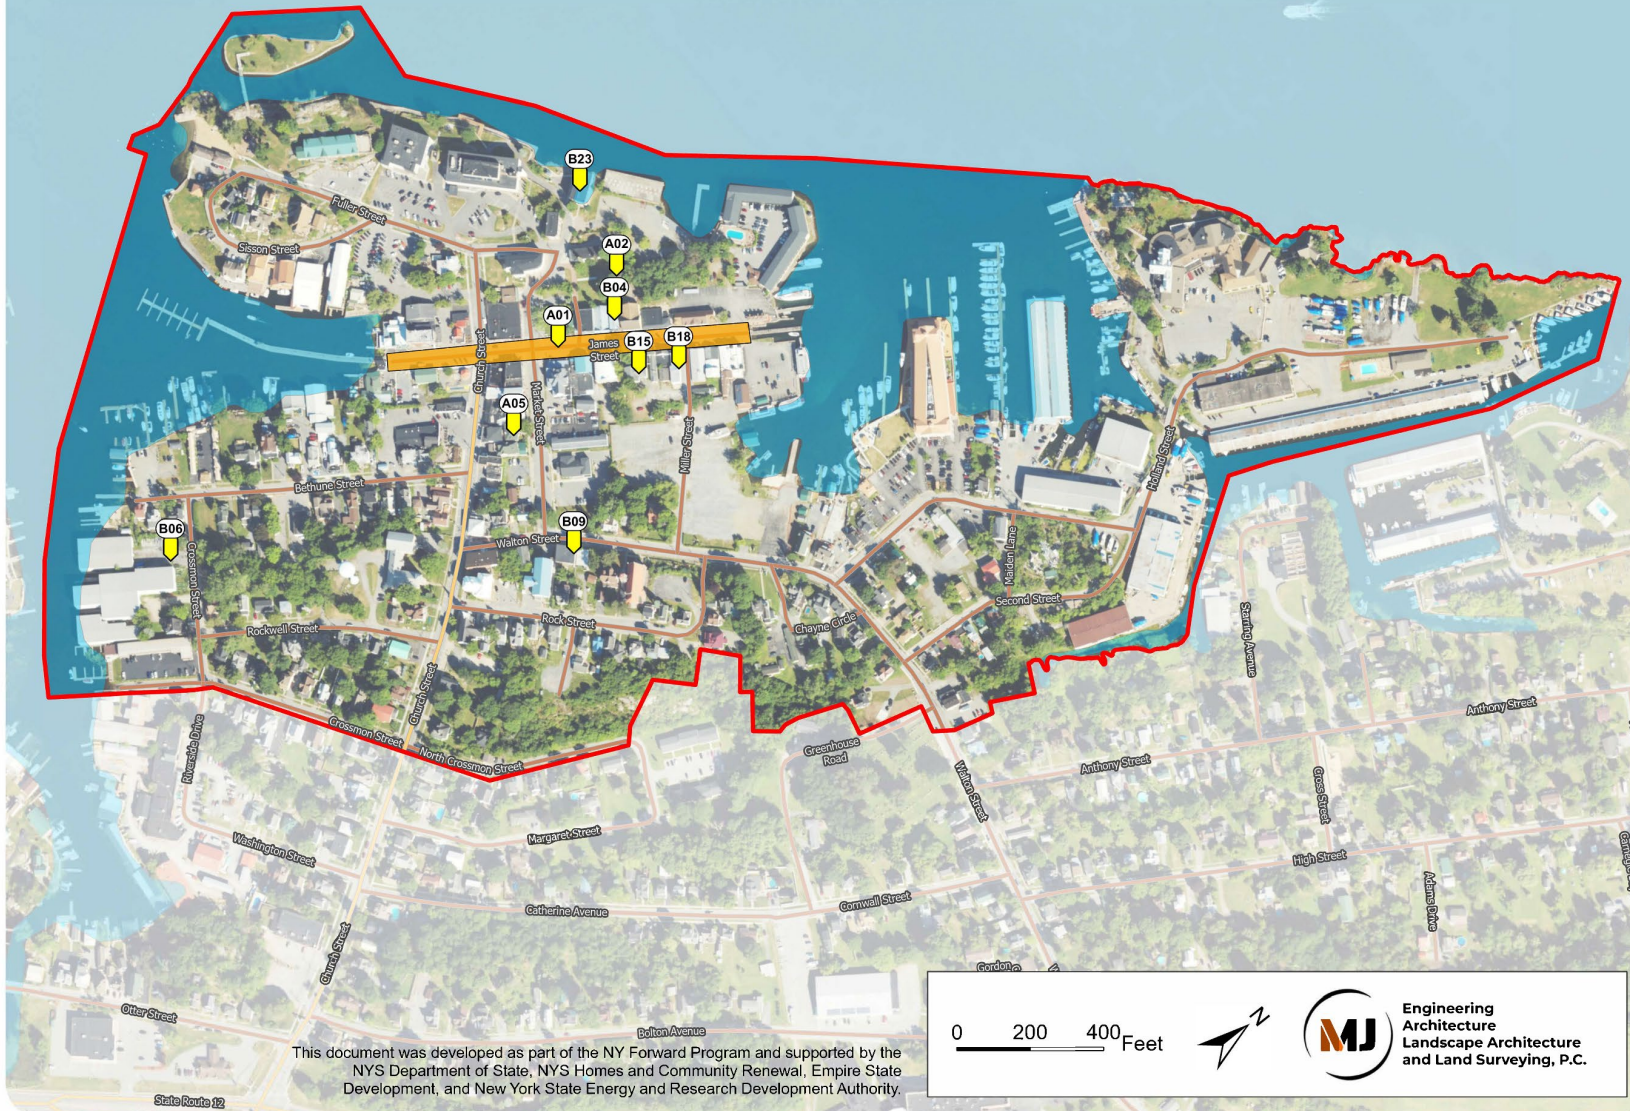 B23
Fuller Street
A02
Sisson Street
B04
A01
Church Street
James
Street
B15
B18
A05
Market Street
Miller Street
Holland Street
Bethune Street
B06
B09
Walton Street
Crossmon Street
Maiden Lane
Second Street
Starring Avenue
Rock Street
Chayne Circle
Rockwell Street
Church Street
Riverside Drive
Crossmon Street
North Crossmon Street
Greenhouse
Road
Anthony Street
Anthony Street
Walton Street
Cross Street
Margaret Street
Washington Street
High Street
Adams Drive
Cornwall Street
Catherine Avenue
Church Street
Gordon
Otter Street
Bolton Avenue
State Route 12
This document was developed as part of the NY Forward Program and supported by the
NYS Department of State, NYS Homes and Community Renewal, Empire State
Development, and New York State Energy and Research Development Authority.
0 200 400 Feet
N
MJ
Engineering
Architecture
Landscape Architecture
and Land Surveying, P.C.